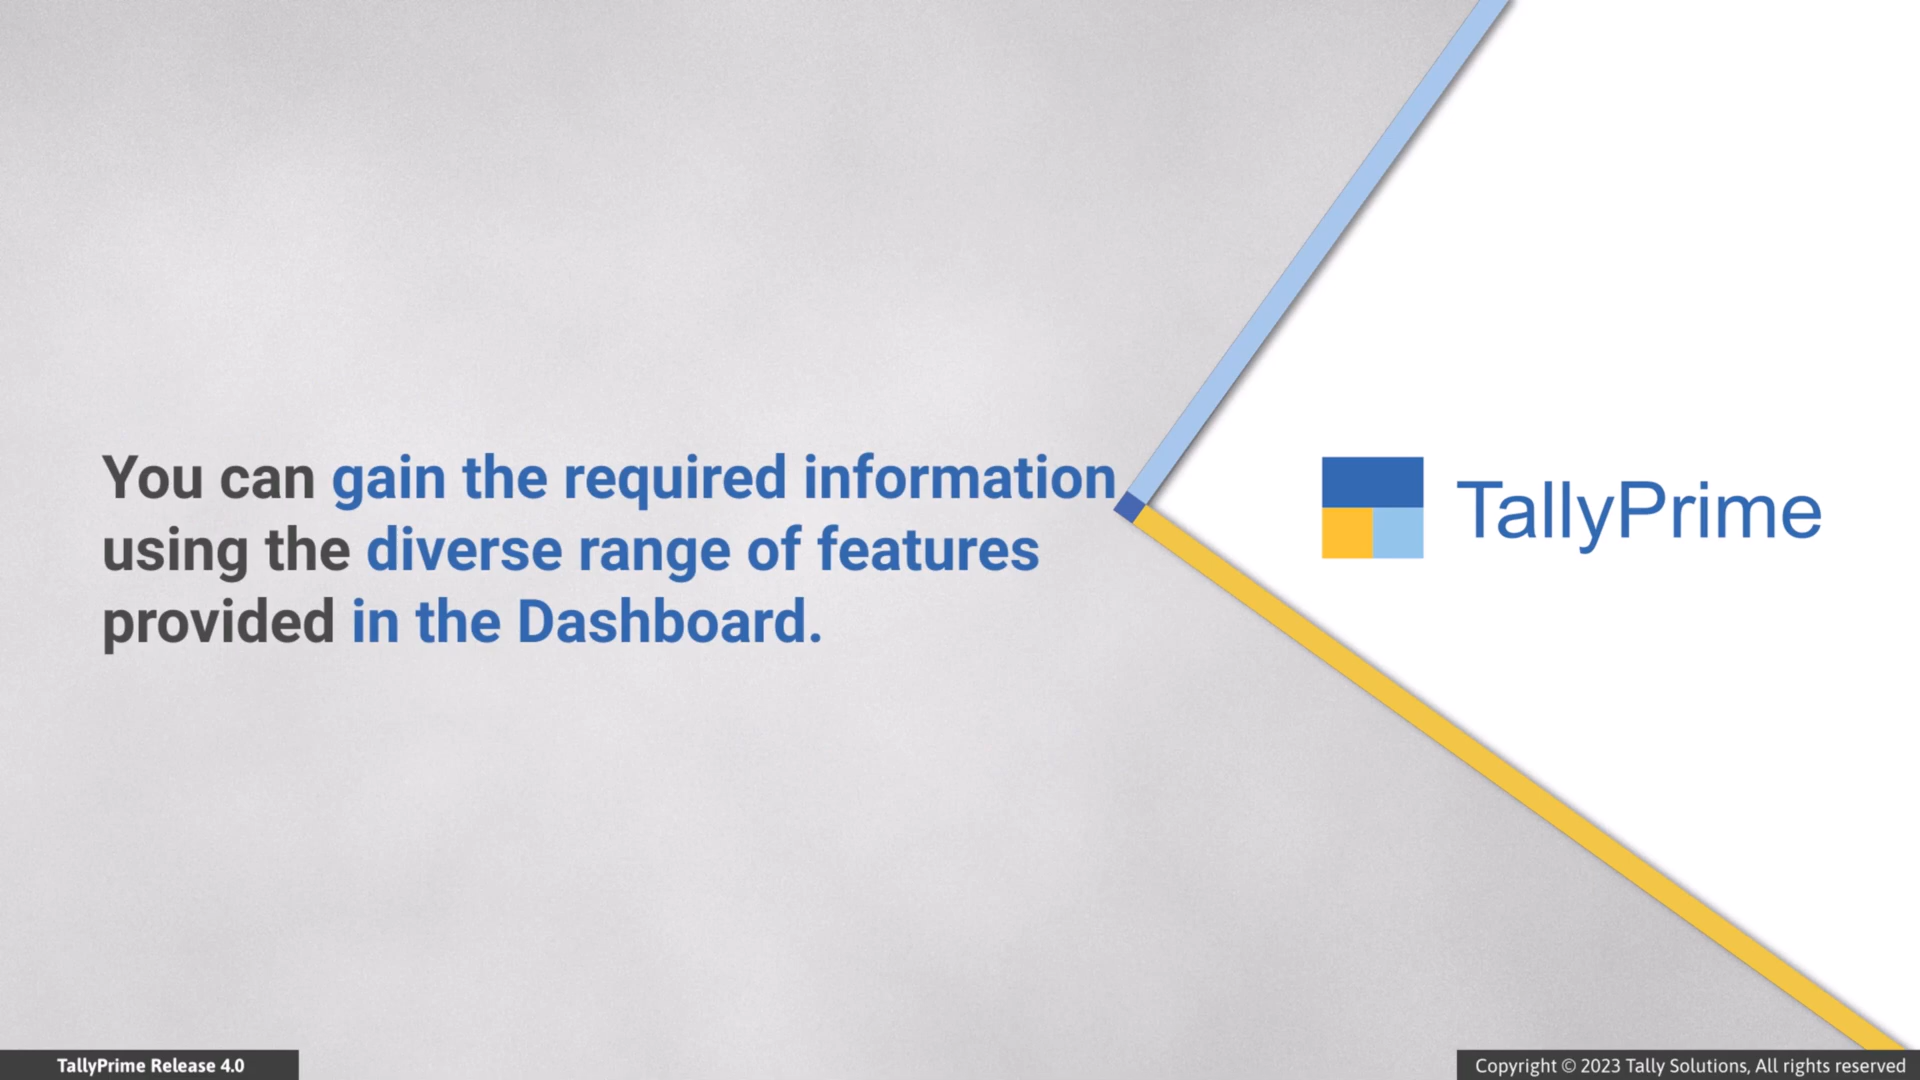 You can gain the required information
using the diverse range of features
provided in the Dashboard.
TallyPrime
TallyPrime Release 4.0
Copyright © 2023 Tally Solutions, All rights reserved